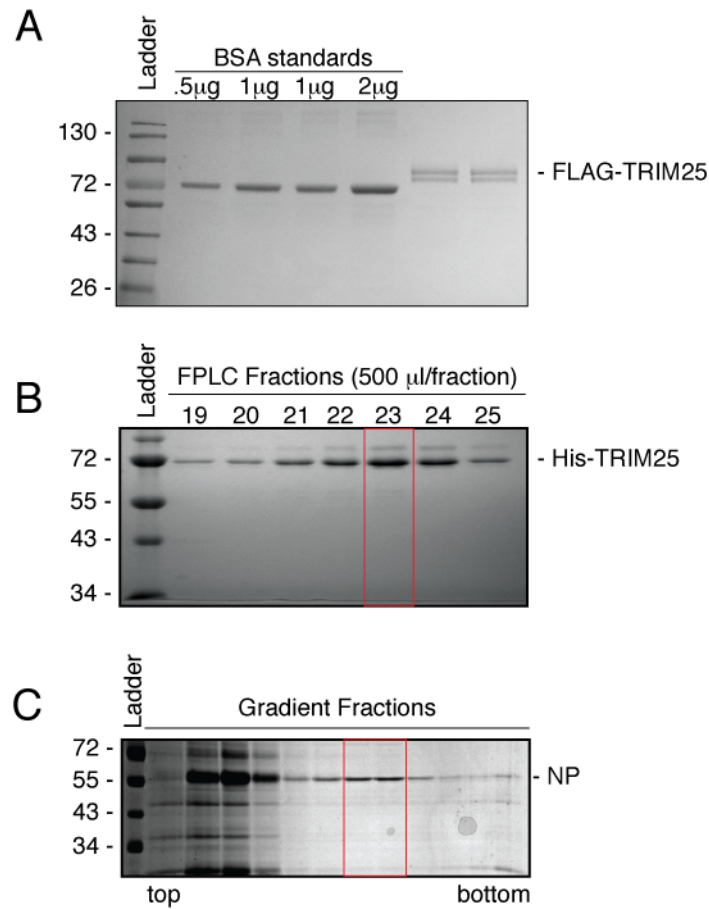 A
Ladder
BSA standards
.5µg 1µg 1µg 2µg
130 -
72 -
43 -
26 -
- FLAG-TRIM25
B
Ladder
FPLC Fractions (500 µl/fraction)
19 20 21 22 23 24 25
72 -
55 -
43 -
34 -
- His-TRIM25
C
Ladder
Gradient Fractions
72 -
55 -
43 -
34 -
- NP
top bottom